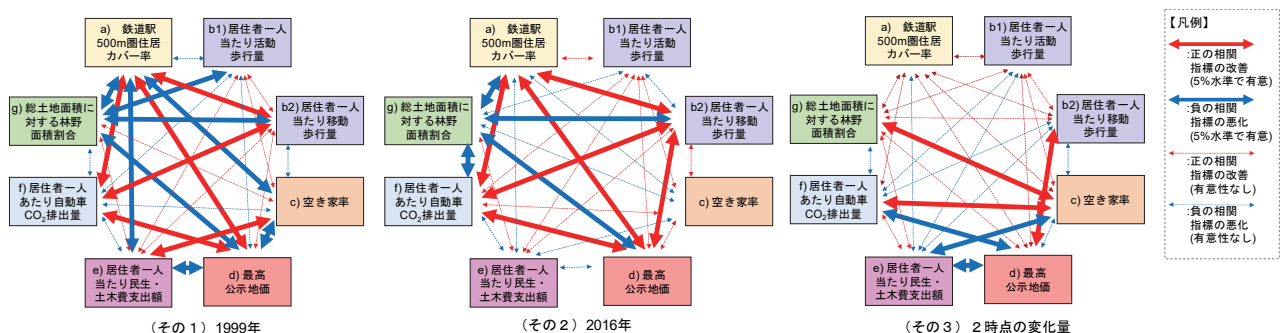 a) 鉄道駅
500m圏住居
カバー率
b1) 居住者一人
当たり活動
歩行量
g) 総土地面積に
対する林野
面積割合
b2) 居住者一人
当たり移動
歩行量
f) 居住者一人
あたり自動車
CO₂排出量
c) 空き家率
e) 居住者一人
当たり民生・
土木費支出額
d) 最高
公示地価
(その１) 1999年
a) 鉄道駅
500m圏住居
カバー率
b1) 居住者一人
当たり活動
歩行量
g) 総土地面積に
対する林野
面積割合
b2) 居住者一人
当たり移動
歩行量
f) 居住者一人
あたり自動車
CO₂排出量
c) 空き家率
e) 居住者一人
当たり民生・
土木費支出額
d) 最高
公示地価
(その２) 2016年
a) 鉄道駅
500m圏住居
カバー率
b1) 居住者一人
当たり活動
歩行量
g) 総土地面積に
対する林野
面積割合
b2) 居住者一人
当たり移動
歩行量
f) 居住者一人
あたり自動車
CO₂排出量
c) 空き家率
e) 居住者一人
当たり民生・
土木費支出額
d) 最高
公示地価
(その３) ２時点の変化量
【凡例】
:正の相関
指標の改善
(5%水準で有意)
:負の相関
指標の悪化
(5%水準で有意)
:正の相関
指標の改善
(有意性なし)
:負の相関
指標の悪化
(有意性なし)